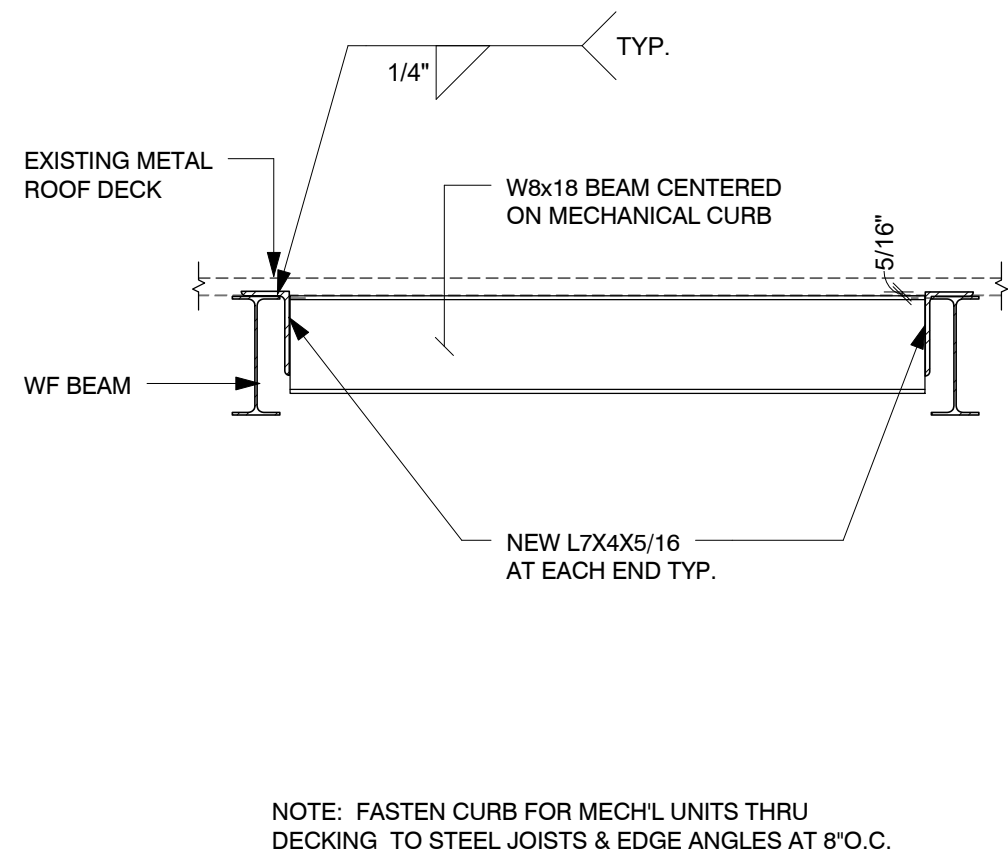 TYP.
1/4"
EXISTING METAL
ROOF DECK
W8x18 BEAM CENTERED
ON MECHANICAL CURB
5/16"
WF BEAM
NEW L7X4X5/16
AT EACH END TYP.
NOTE: FASTEN CURB FOR MECH'L UNITS THRU
DECKING TO STEEL JOISTS & EDGE ANGLES AT 8"O.C.